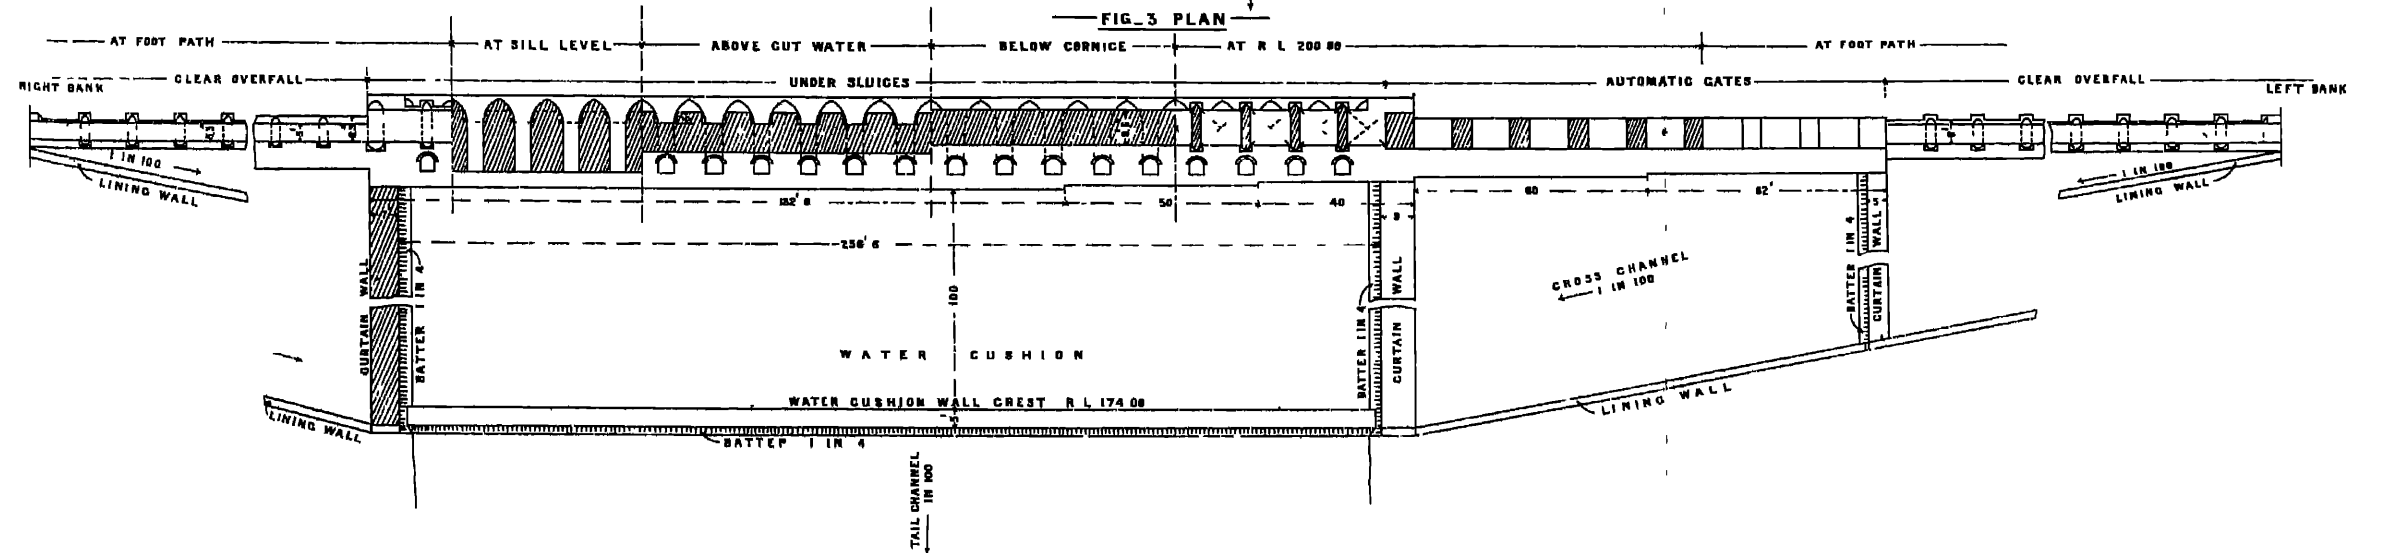 FIG_3 PLAN
AT FOOT PATH
AT SILL LEVEL
ABOVE CUT WATER
BELOW CORNICE
AT R L 200 00
AT FOOT PATH
RIGHT BANK
CLEAR OVERFALL
UNDER SLUICES
AUTOMATIC GATES
CLEAR OVERFALL
LEFT BANK
1 IN 100
LINING WALL
1 IN 100
LINING WALL
50
40
9
60
62'
5
236' 6
CURTAIN WALL
BATTER 1 IN 4
100
BATTER 1 IN 4
CURTAIN WALL
CROSS CHANNEL
1 IN 100
BATTER 1 IN 4
CURTAIN WALL
WATER CUSHION
WATER CUSHION WALL CREST R L 174 00
5
LINING WALL
BATTER 1 IN 4
LINING WALL
TAIL CHANNEL
1 IN 100